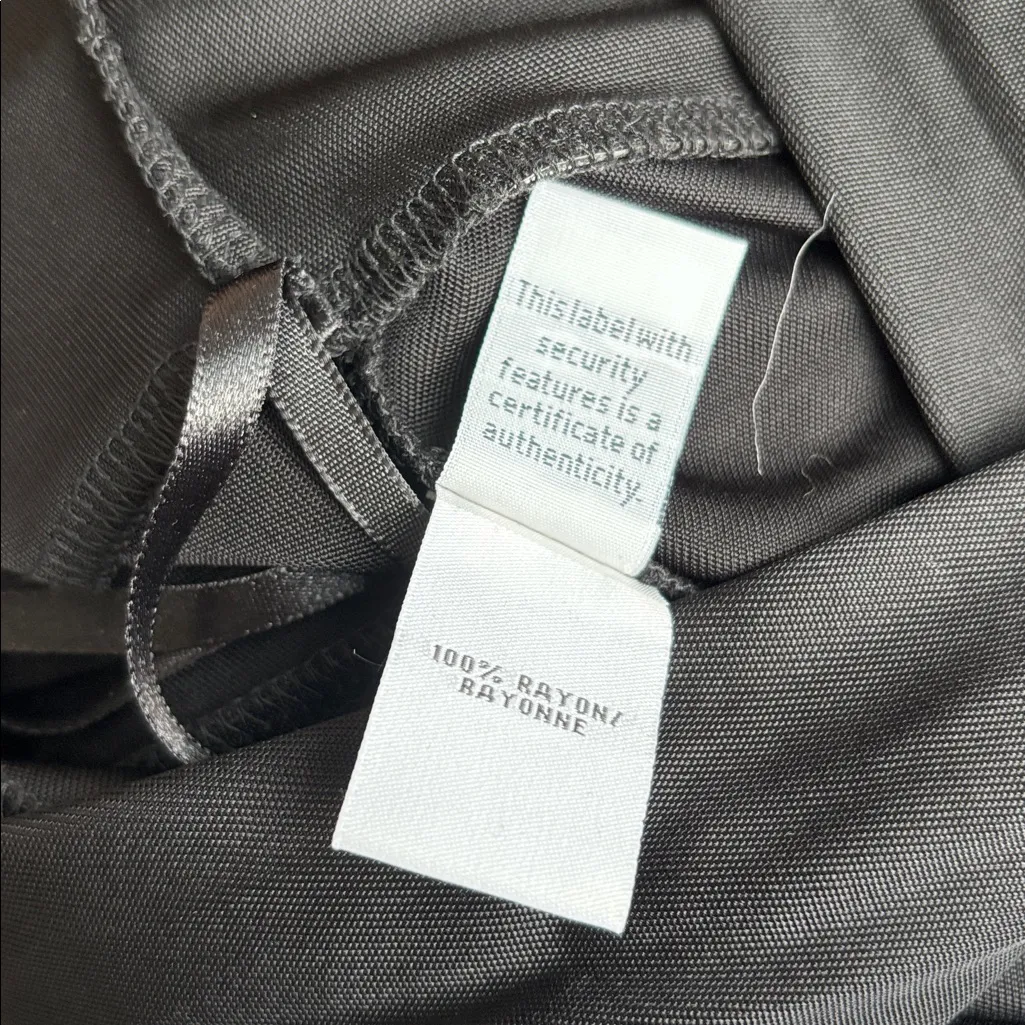 This label with
security
features is a
certificate of
authenticity.
100% RAYON/
RAYONNE